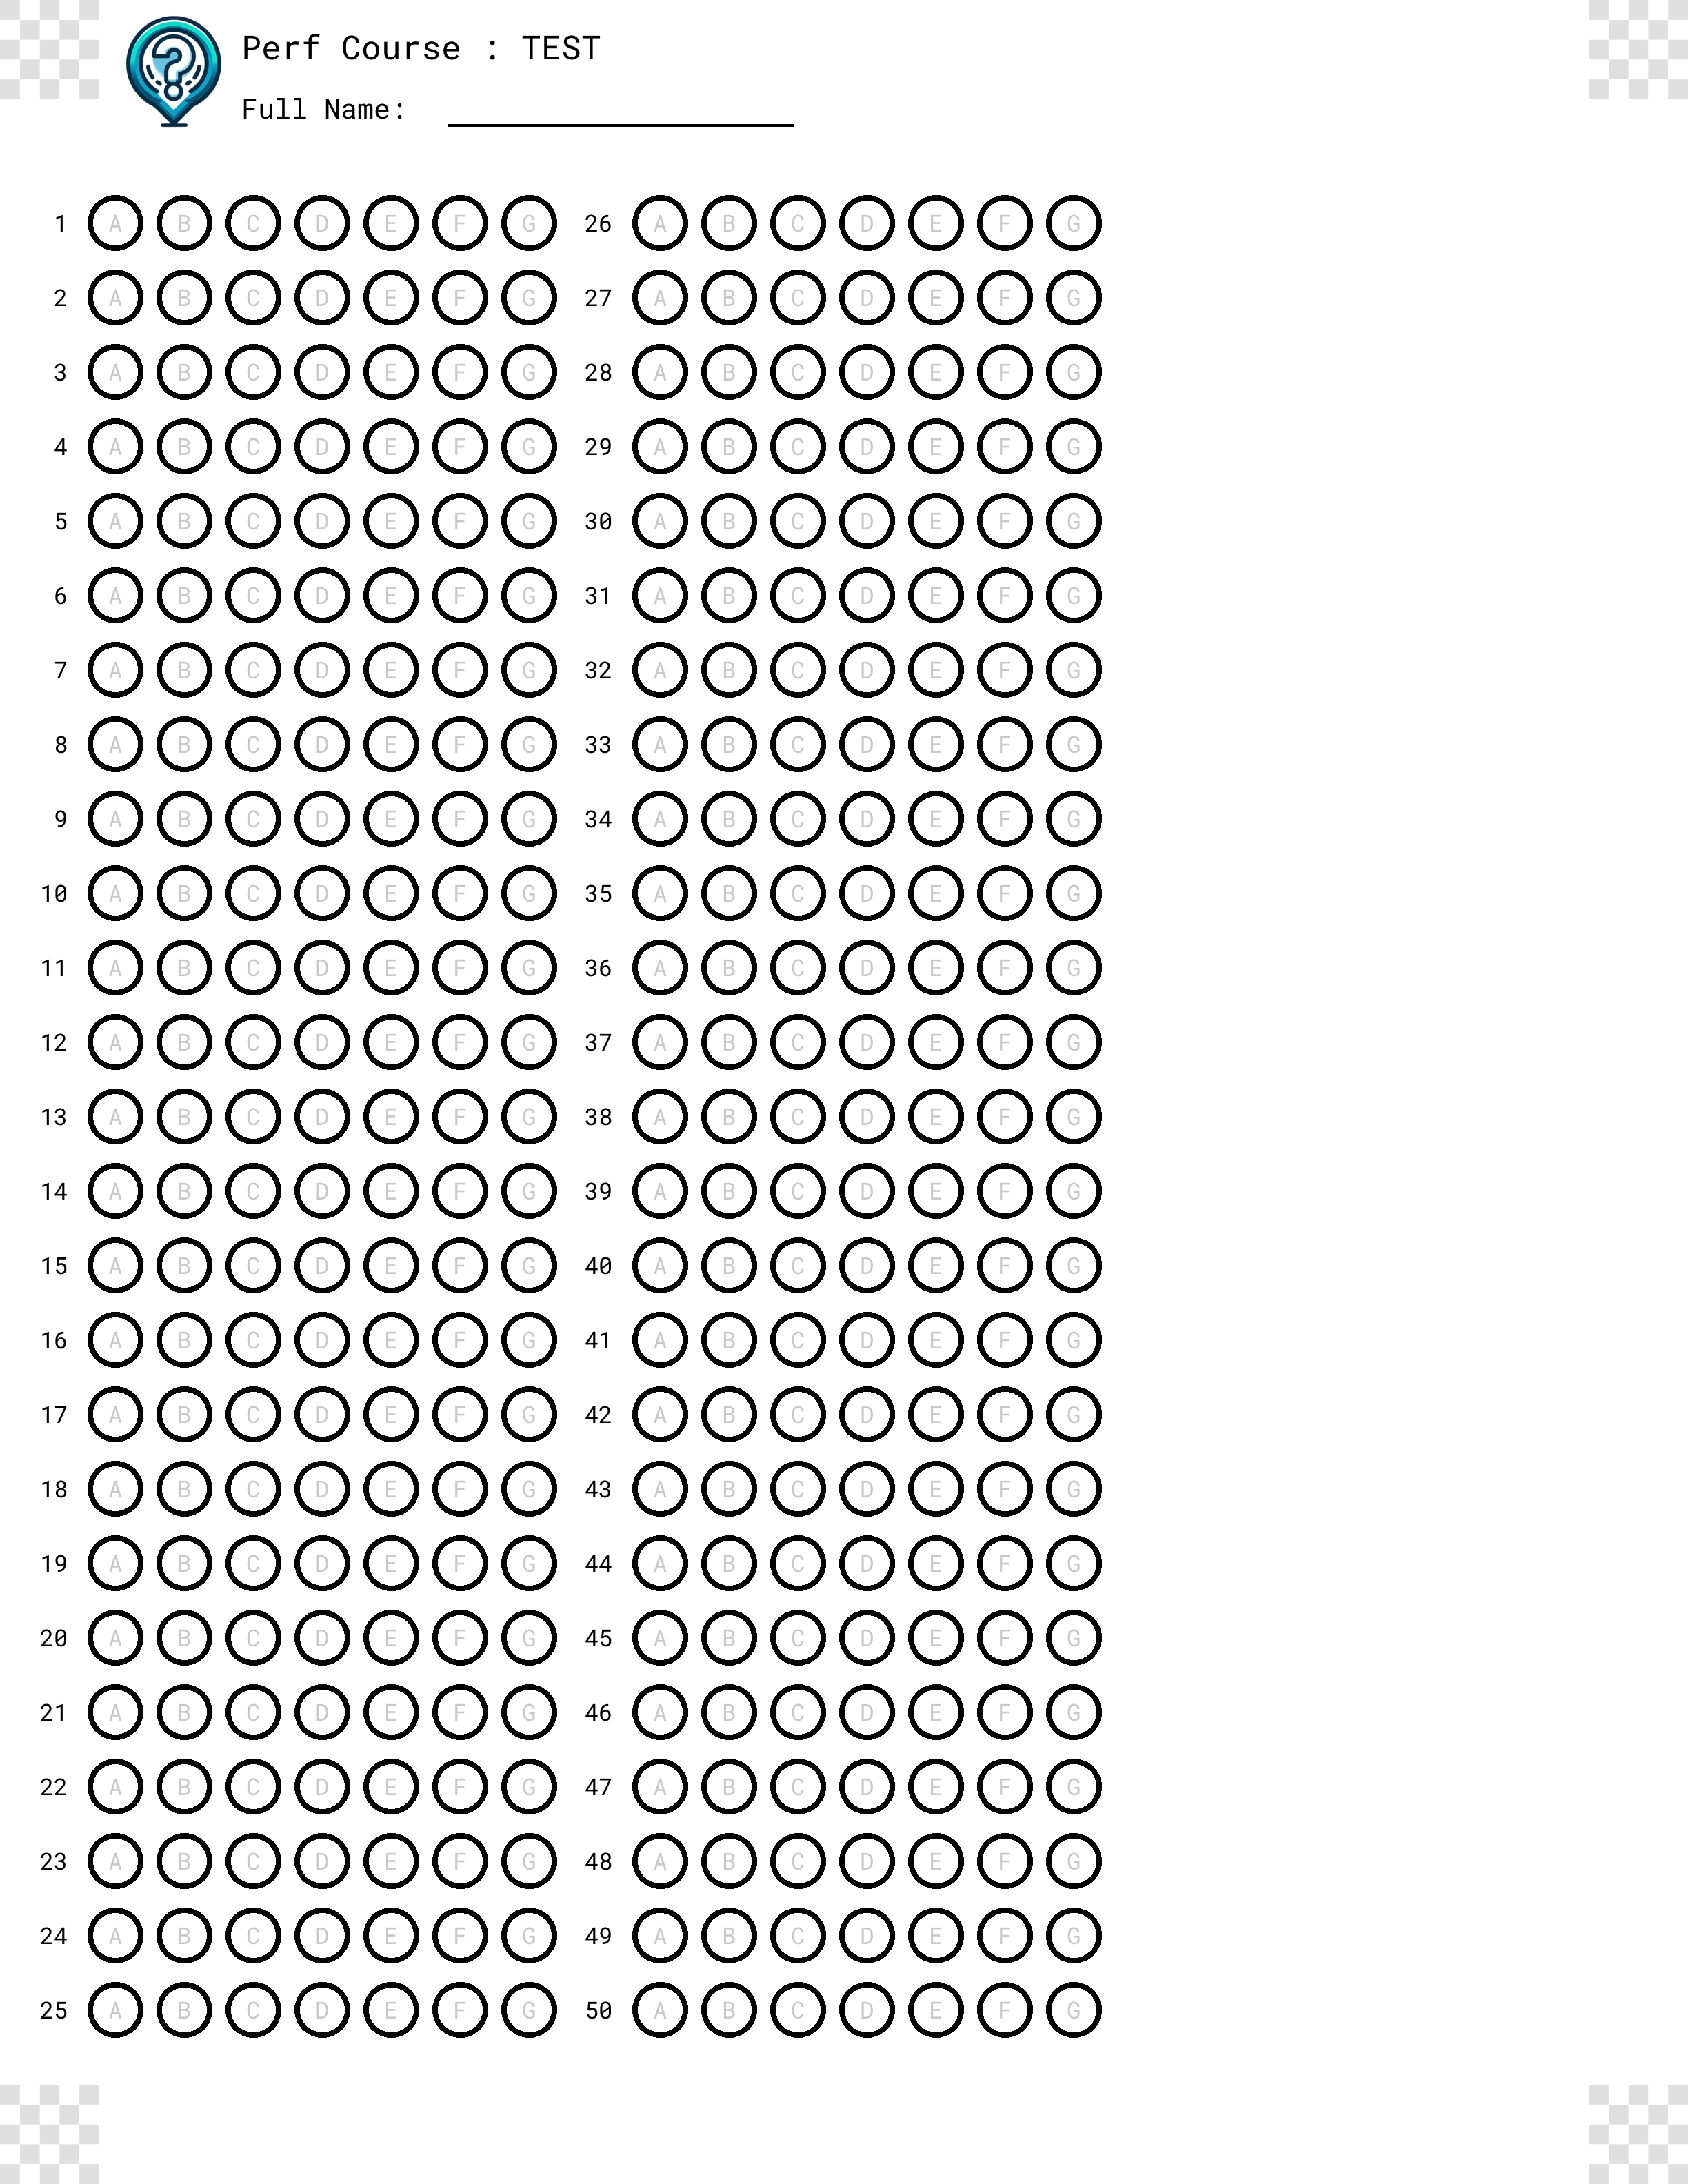 Perf Course : TEST
Full Name:
1 A B C D E F G 26 A B C D E F G
2 A B C D E F G 27 A B C D E F G
3 A B C D E F G 28 A B C D E F G
4 A B C D E F G 29 A B C D E F G
5 A B C D E F G 30 A B C D E F G
6 A B C D E F G 31 A B C D E F G
7 A B C D E F G 32 A B C D E F G
8 A B C D E F G 33 A B C D E F G
9 A B C D E F G 34 A B C D E F G
10 A B C D E F G 35 A B C D E F G
11 A B C D E F G 36 A B C D E F G
12 A B C D E F G 37 A B C D E F G
13 A B C D E F G 38 A B C D E F G
14 A B C D E F G 39 A B C D E F G
15 A B C D E F G 40 A B C D E F G
16 A B C D E F G 41 A B C D E F G
17 A B C D E F G 42 A B C D E F G
18 A B C D E F G 43 A B C D E F G
19 A B C D E F G 44 A B C D E F G
20 A B C D E F G 45 A B C D E F G
21 A B C D E F G 46 A B C D E F G
22 A B C D E F G 47 A B C D E F G
23 A B C D E F G 48 A B C D E F G
24 A B C D E F G 49 A B C D E F G
25 A B C D E F G 50 A B C D E F G